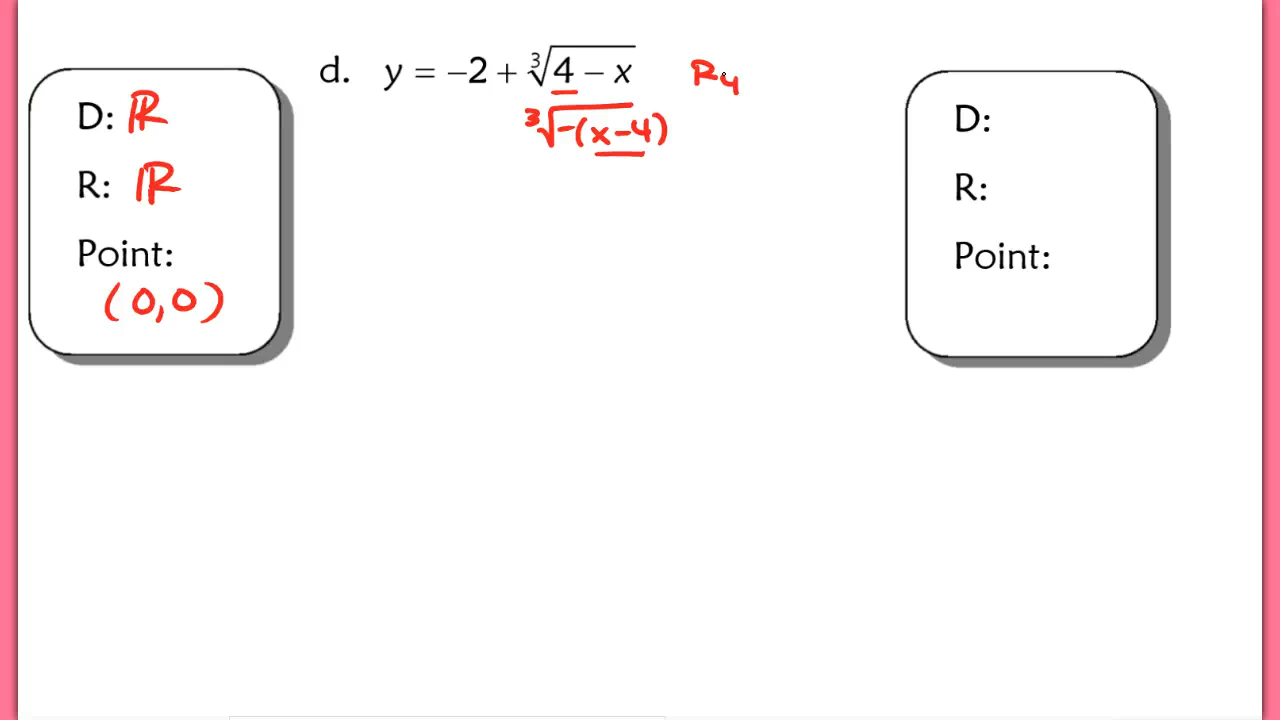 d. y = −2 + ∛(4 − x) R4
∛(−(x−4))
D: ℝ
R: ℝ
Point:
(0,0)
D:
R:
Point: